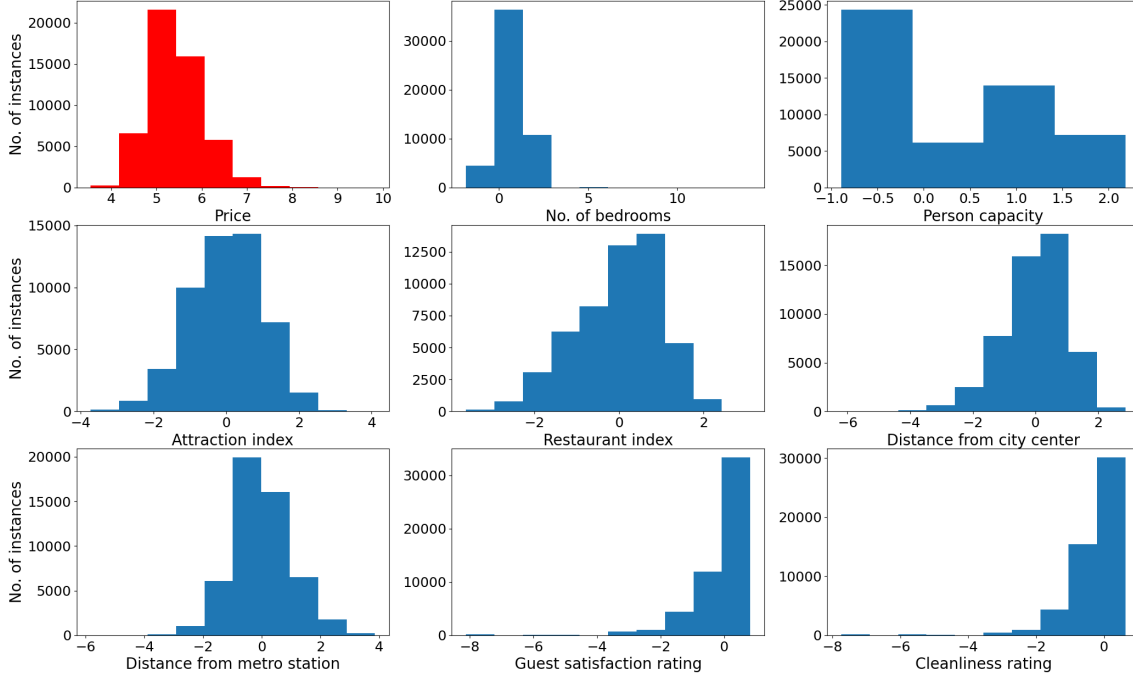 No. of instances
20000
15000
10000
5000
0
4 5 6 7 8 9 10
Price
30000
20000
10000
0
0 5 10
No. of bedrooms
25000
20000
15000
10000
5000
0
−1.0 −0.5 0.0 0.5 1.0 1.5 2.0
Person capacity
No. of instances
15000
10000
5000
0
−4 −2 0 2 4
Attraction index
12500
10000
7500
5000
2500
0
−2 0 2
Restaurant index
15000
10000
5000
0
−6 −4 −2 0 2
Distance from city center
No. of instances
20000
15000
10000
5000
0
−6 −4 −2 0 2 4
Distance from metro station
30000
20000
10000
0
−8 −6 −4 −2 0
Guest satisfaction rating
30000
20000
10000
0
−8 −6 −4 −2 0
Cleanliness rating